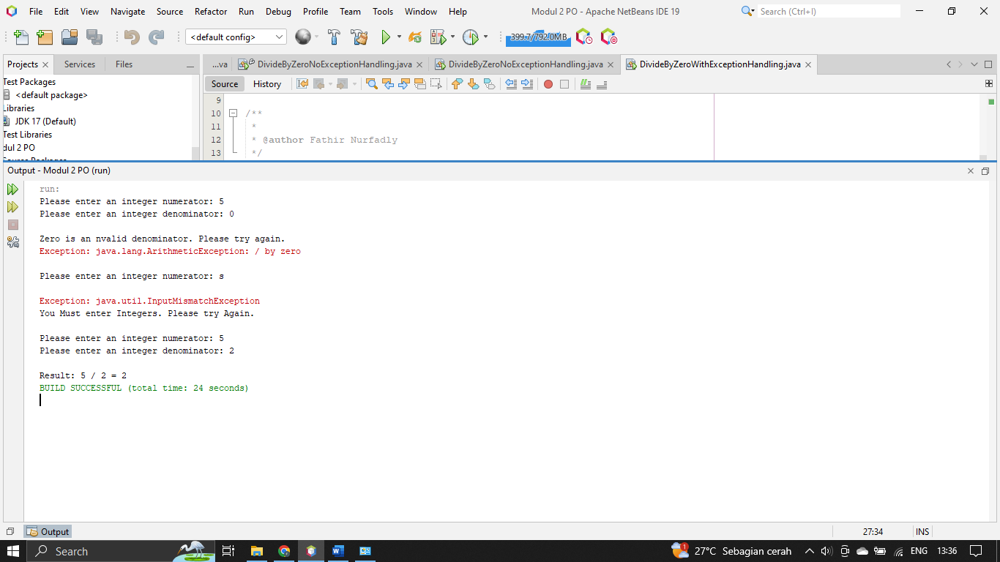 File Edit View Navigate Source Refactor Run Debug Profile Team Tools Window Help
Modul 2 PO - Apache NetBeans IDE 19
Search (Ctrl+I)
<default config>
399.7/792.0MB
Projects Services Files
...va DivideByZeroNoExceptionHandling.java DivideByZeroNoExceptionHandling.java DivideByZeroWithExceptionHandling.java
Source History
Test Packages
<default package>
Libraries
JDK 17 (Default)
Test Libraries
dul 2 PO
Source Packages
9
10 /**
11 *
12 * @author Fathir Nurfadly
13 */
Output - Modul 2 PO (run)
run:
Please enter an integer numerator: 5
Please enter an integer denominator: 0
Zero is an nvalid denominator. Please try again.
Exception: java.lang.ArithmeticException: / by zero
Please enter an integer numerator: s
Exception: java.util.InputMismatchException
You Must enter Integers. Please try Again.
Please enter an integer numerator: 5
Please enter an integer denominator: 2
Result: 5 / 2 = 2
BUILD SUCCESSFUL (total time: 24 seconds)
Output
27:34 INS
Search
1
27°C Sebagian cerah
ENG 13:36